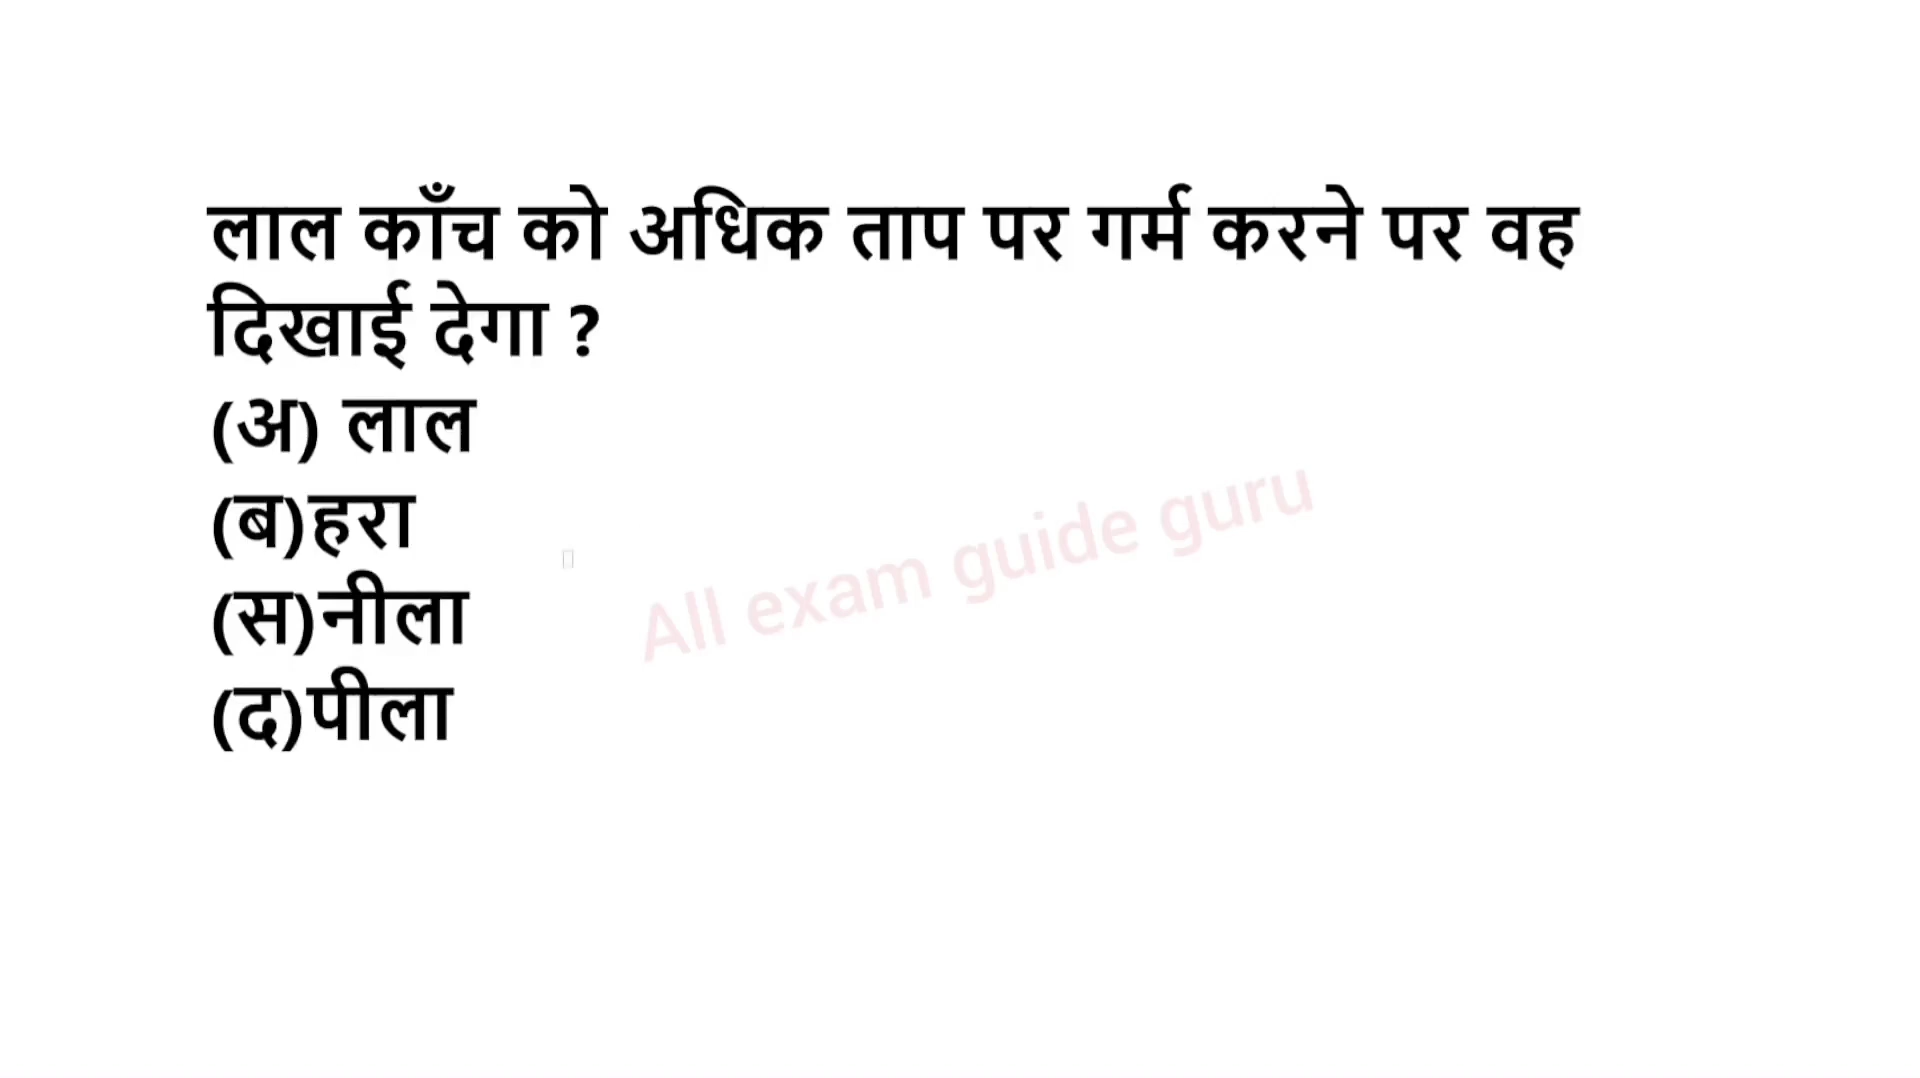 लाल काँच को अधिक ताप पर गर्म करने पर वह
दिखाई देगा ?
(अ) लाल
(ब)हरा
(स)नीला
(द)पीला
All exam guide guru